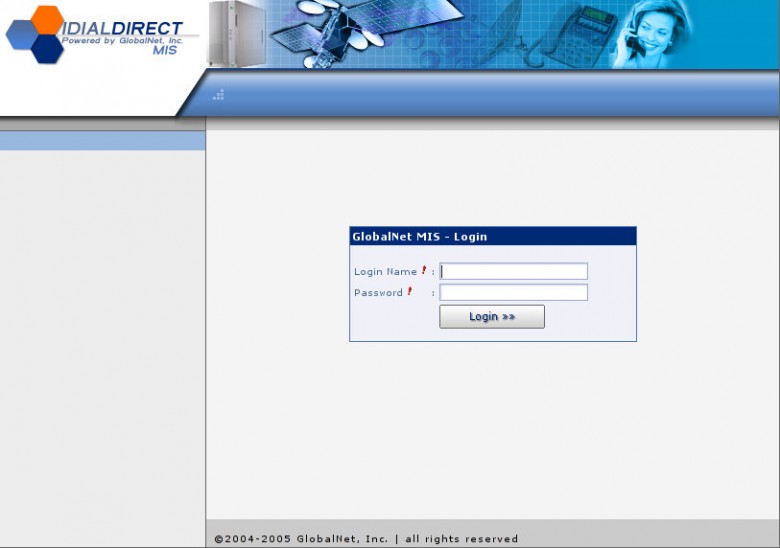 IDIALDIRECT
Powered by GlobalNet, Inc.
MIS
GlobalNet MIS - Login
Login Name ! :
Password ! :
Login >>
©2004-2005 GlobalNet, Inc. | all rights reserved